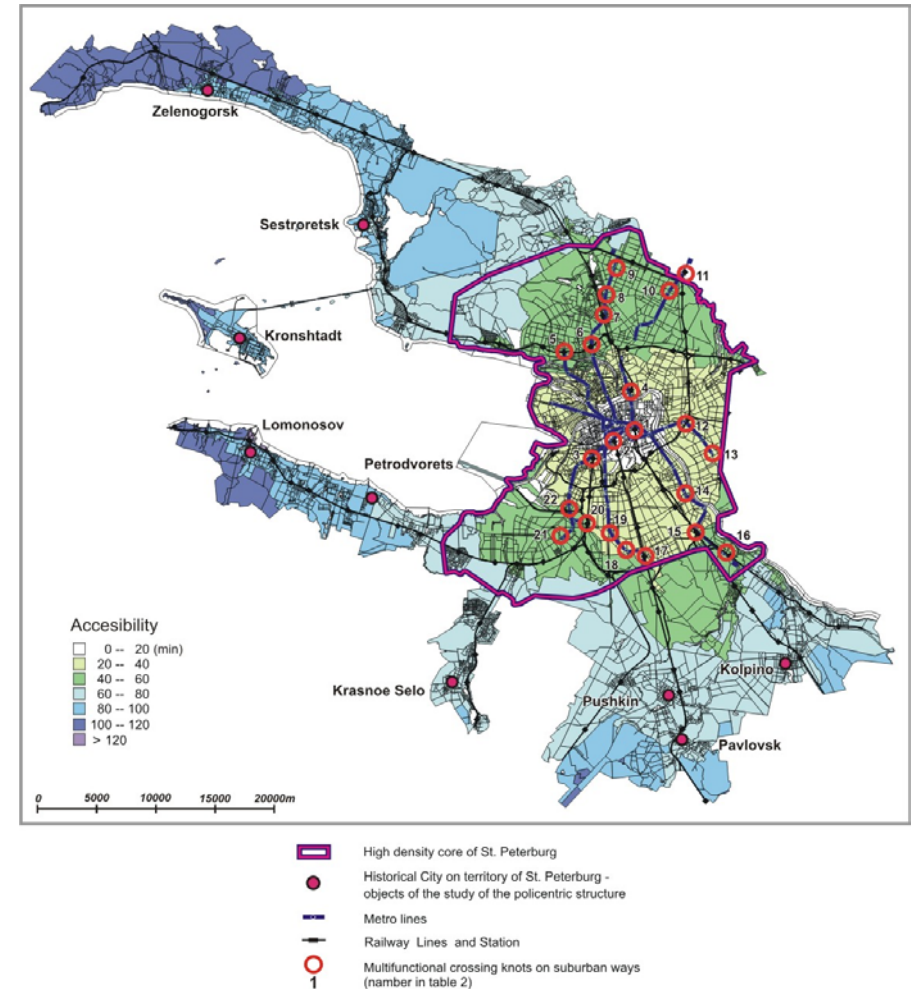 Zelenogorsk
Sestrøretsk
Kronshtadt
Lomonosov
Petrodvorets
Krasnoe Selo
Pushkin
Kolpino
Pavlovsk
9
11
10
8
7
6
5
4
1
2
3
12
13
14
15
16
22
20
19
21
18
17
Accesibility
0 -- 20 (min)
20 -- 40
40 -- 60
60 -- 80
80 -- 100
100 -- 120
> 120
0 5000 10000 15000 20000m
High density core of St. Peterburg
Historical City on territory of St. Peterburg -
objects of the study of the policentric structure
Metro lines
Railway Lines and Station
Multifunctional crossing knots on suburban ways
1 (namber in table 2)